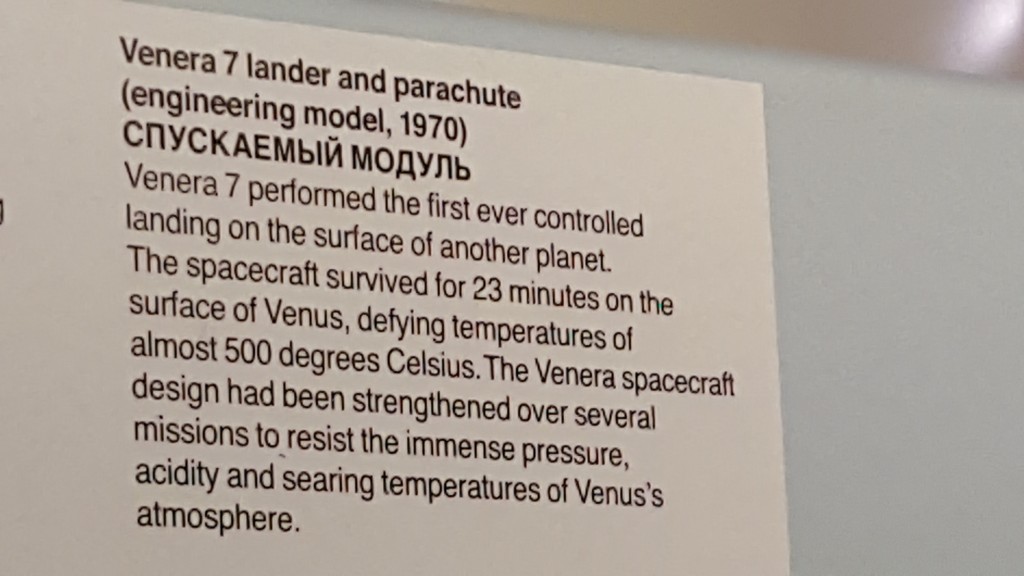 Venera 7 lander and parachute
(engineering model, 1970)
СПУСКАЕМЫЙ МОДУЛЬ
Venera 7 performed the first ever controlled
landing on the surface of another planet.
The spacecraft survived for 23 minutes on the
surface of Venus, defying temperatures of
almost 500 degrees Celsius. The Venera spacecraft
design had been strengthened over several
missions to resist the immense pressure,
acidity and searing temperatures of Venus's
atmosphere.